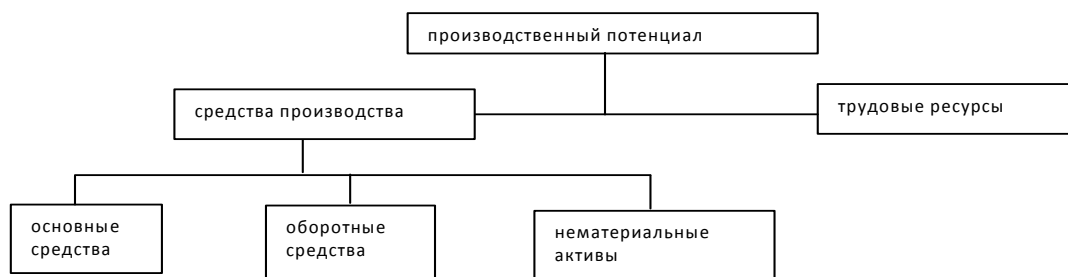 производственный потенциал
средства производства
трудовые ресурсы
основные
средства
оборотные
средства
нематериальные
активы